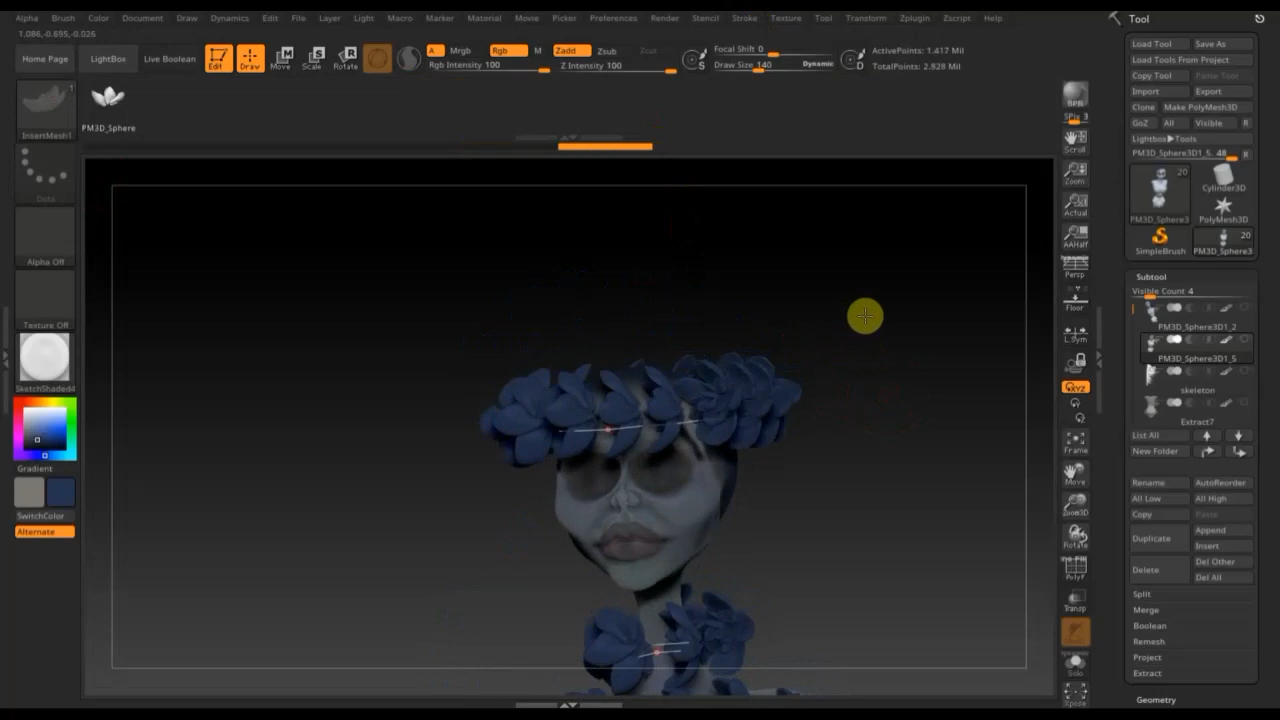 Alpha Brush Color Document Draw Dynamics Edit File Layer Light Macro Marker Material Movie Picker Preferences Render Stencil Stroke Texture Tool Transform Zplugin Zscript Help
Tool
1.086,-0.695,-0.026
Home Page LightBox Live Boolean Edit Draw Move Scale Rotate
A Mrgb Rgb M Zadd Zsub Zcut
Rgb Intensity 100 Z Intensity 100
S Focal Shift 0
Draw Size 140 Dynamic
D ActivePoints: 1.417 Mil
TotalPoints: 2.828 Mil
1
InsertMesh1
PM3D_Sphere
Dots
Alpha Off
Texture Off
SketchShaded4
Gradient
SwitchColor
Alternate
BPR
SPix 3
Scroll
Zoom
Actual
AAHalf
Dynamic
Persp
Floor
L.Sym
XYZ
Frame
Move
Zoom3D
Rotate
PolyF
Transp
Dynamic
Solo
Xpose
Load Tool Save As
Load Tools From Project
Copy Tool Paste Tool
Import Export
Clone Make PolyMesh3D
GoZ All Visible R
Lightbox▶Tools
PM3D_Sphere3D1_5. 48 R
20
Cylinder3D
PM3D_Sphere3 PolyMesh3D
20
SimpleBrush PM3D_Sphere3
Subtool
Visible Count 4
PM3D_Sphere3D1_2
PM3D_Sphere3D1_5
skeleton
Extract7
List All
New Folder
Rename AutoReorder
All Low All High
Copy Paste
Duplicate Append
Insert
Delete Del Other
Del All
Split
Merge
Boolean
Remesh
Project
Extract
Geometry